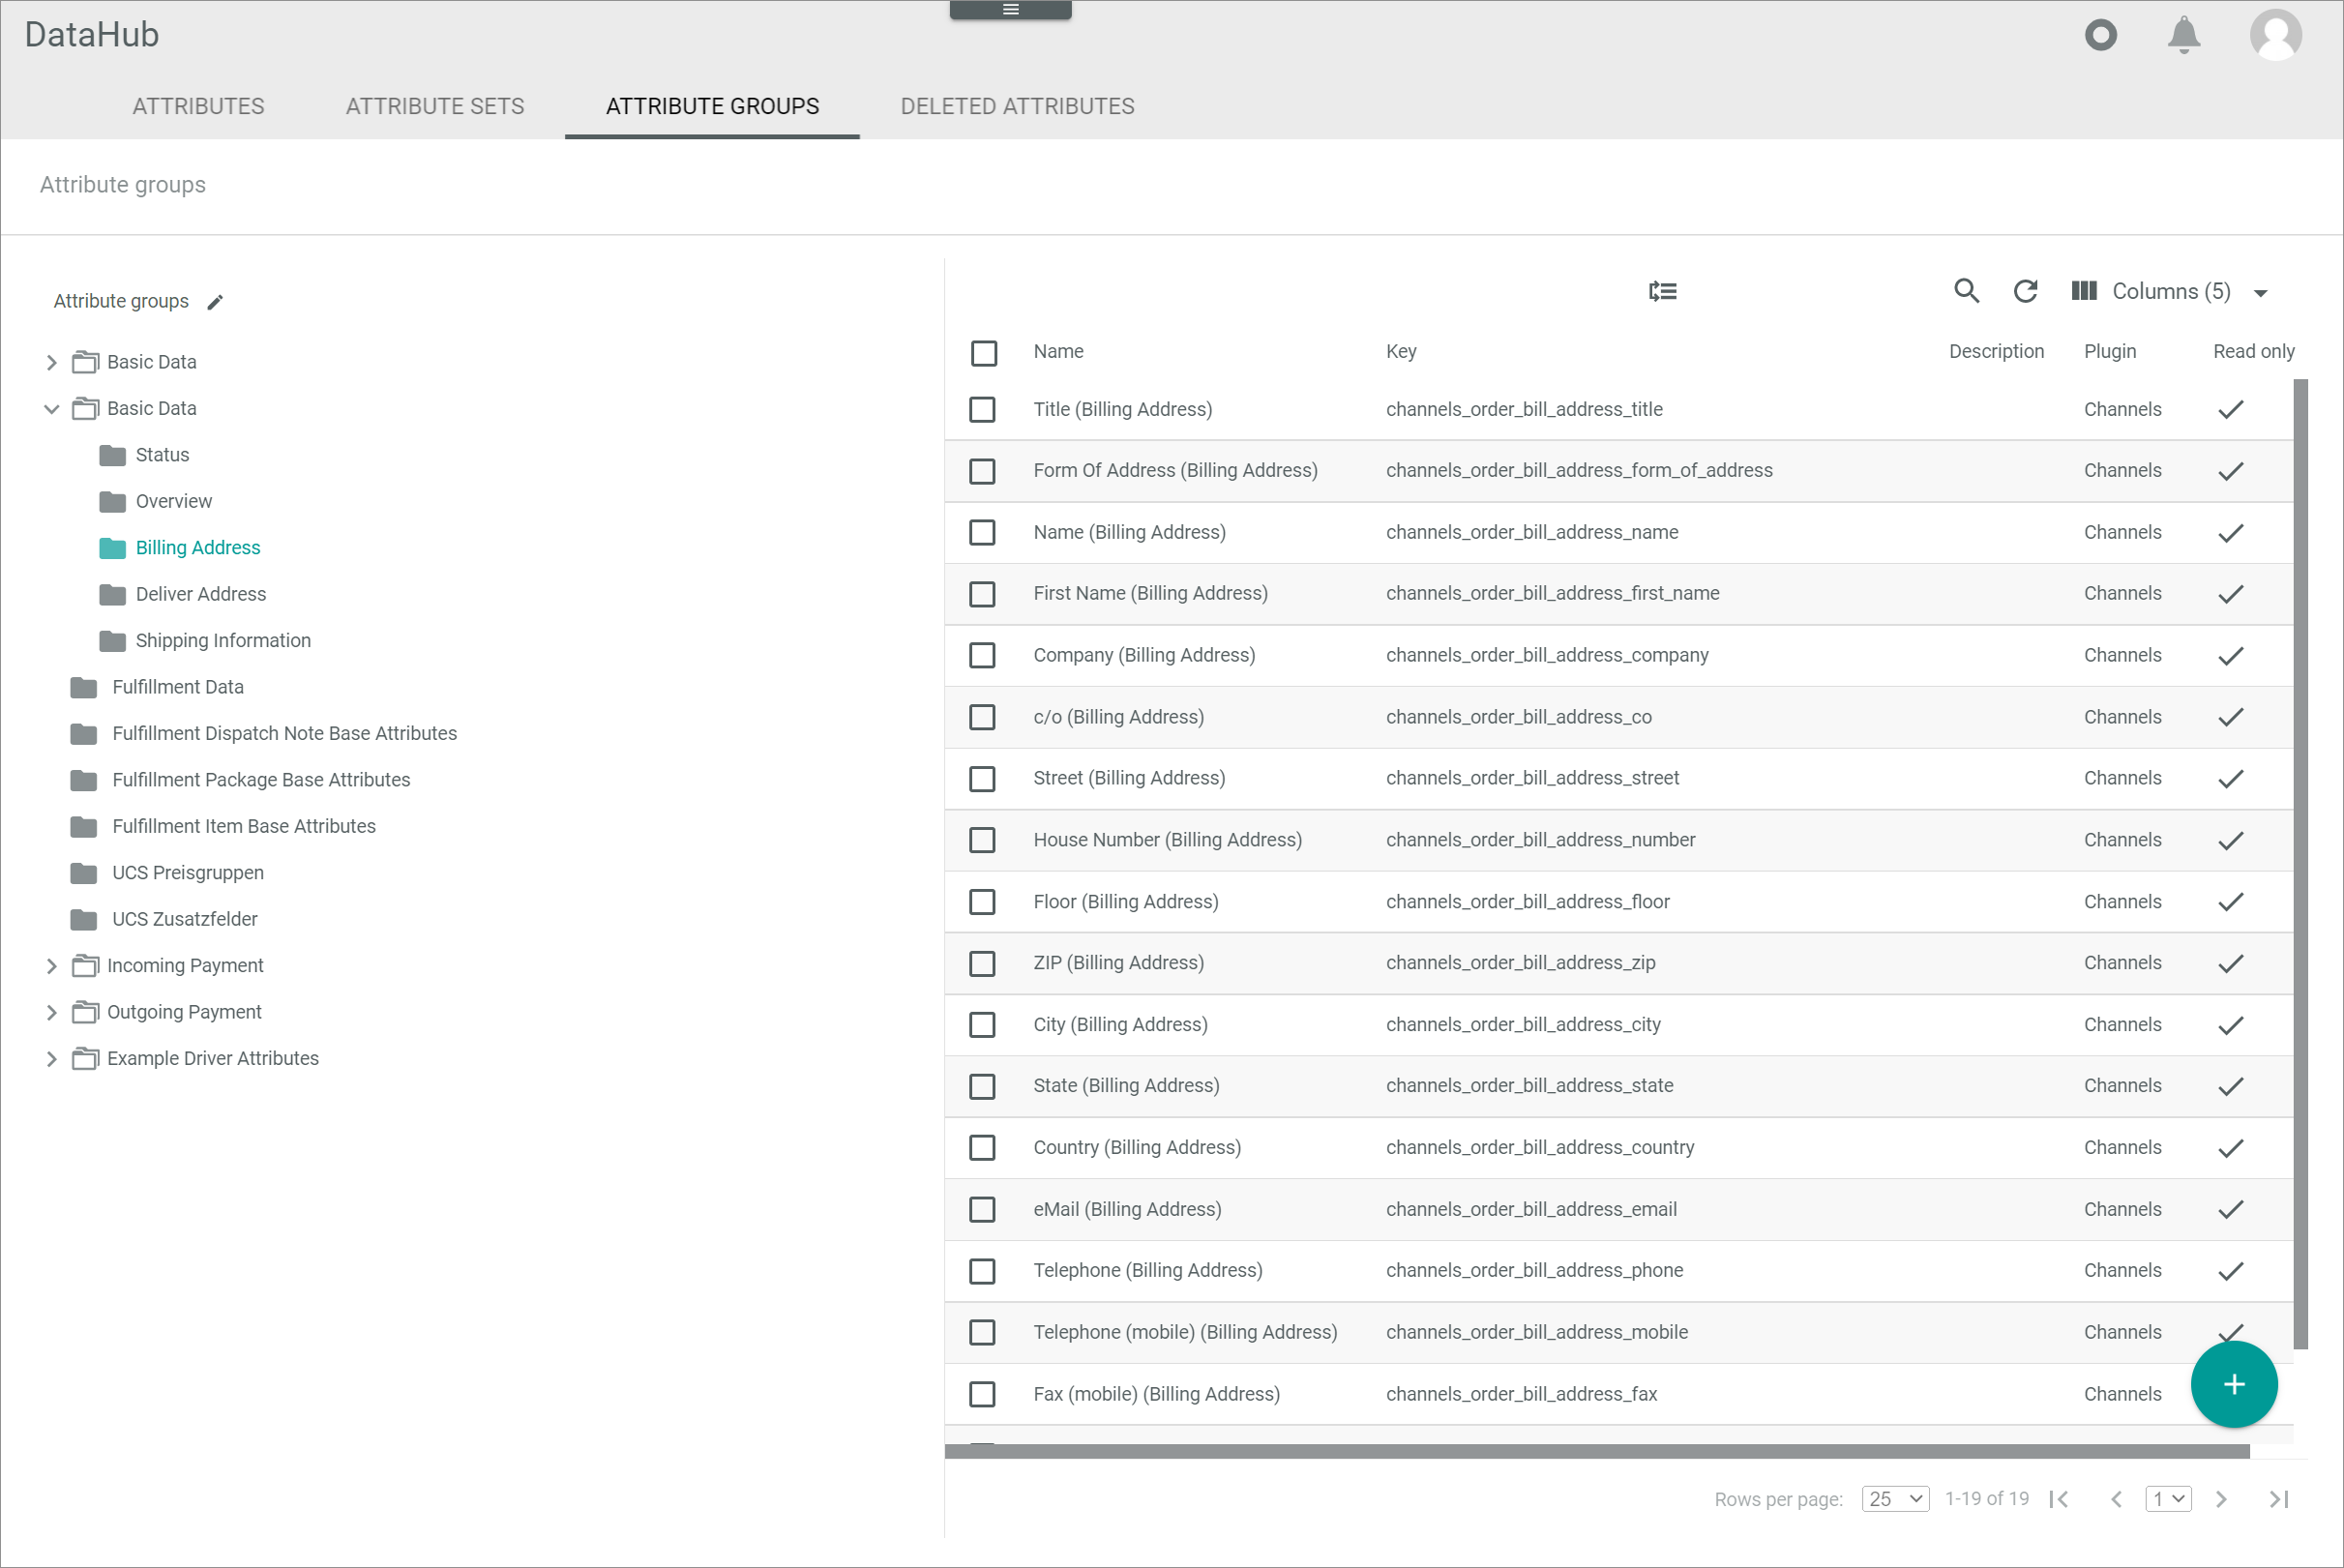 DataHub
ATTRIBUTES ATTRIBUTE SETS ATTRIBUTE GROUPS DELETED ATTRIBUTES
Attribute groups
Attribute groups
Basic Data
Basic Data
Status
Overview
Billing Address
Deliver Address
Shipping Information
Fulfillment Data
Fulfillment Dispatch Note Base Attributes
Fulfillment Package Base Attributes
Fulfillment Item Base Attributes
UCS Preisgruppen
UCS Zusatzfelder
Incoming Payment
Outgoing Payment
Example Driver Attributes
Columns (5)
Name Key Description Plugin Read only
Title (Billing Address) channels_order_bill_address_title Channels
Form Of Address (Billing Address) channels_order_bill_address_form_of_address Channels
Name (Billing Address) channels_order_bill_address_name Channels
First Name (Billing Address) channels_order_bill_address_first_name Channels
Company (Billing Address) channels_order_bill_address_company Channels
c/o (Billing Address) channels_order_bill_address_co Channels
Street (Billing Address) channels_order_bill_address_street Channels
House Number (Billing Address) channels_order_bill_address_number Channels
Floor (Billing Address) channels_order_bill_address_floor Channels
ZIP (Billing Address) channels_order_bill_address_zip Channels
City (Billing Address) channels_order_bill_address_city Channels
State (Billing Address) channels_order_bill_address_state Channels
Country (Billing Address) channels_order_bill_address_country Channels
eMail (Billing Address) channels_order_bill_address_email Channels
Telephone (Billing Address) channels_order_bill_address_phone Channels
Telephone (mobile) (Billing Address) channels_order_bill_address_mobile Channels
Fax (mobile) (Billing Address) channels_order_bill_address_fax Channels
Rows per page: 25 1-19 of 19 1